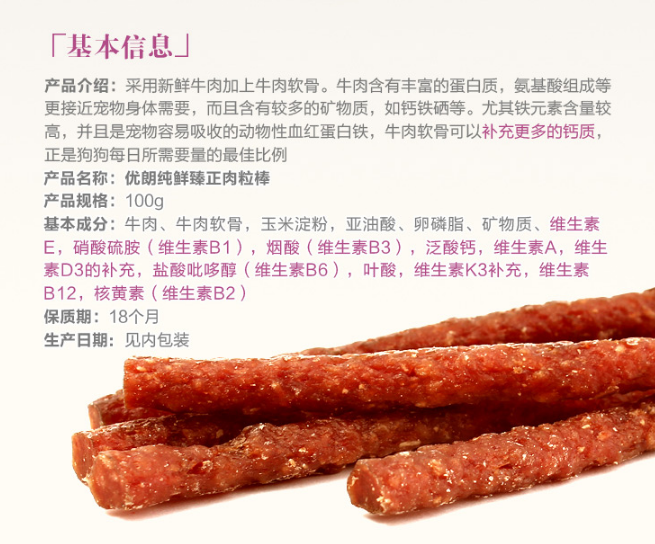 「基本信息」
产品介绍：采用新鲜牛肉加上牛肉软骨。牛肉含有丰富的蛋白质，氨基酸组成等
更接近宠物身体需要，而且含有较多的矿物质，如钙铁硒等。尤其铁元素含量较
高，并且是宠物容易吸收的动物性血红蛋白铁，牛肉软骨可以补充更多的钙质，
正是狗狗每日所需要量的最佳比例
产品名称：优朗纯鲜臻正肉粒棒
产品规格：100g
基本成分：牛肉、牛肉软骨，玉米淀粉，亚油酸、卵磷脂、矿物质、维生素
E，硝酸硫胺（维生素B1），烟酸（维生素B3），泛酸钙，维生素A，维生
素D3的补充，盐酸吡哆醇（维生素B6），叶酸，维生素K3补充，维生素
B12，核黄素（维生素B2）
保质期：18个月
生产日期：见内包装